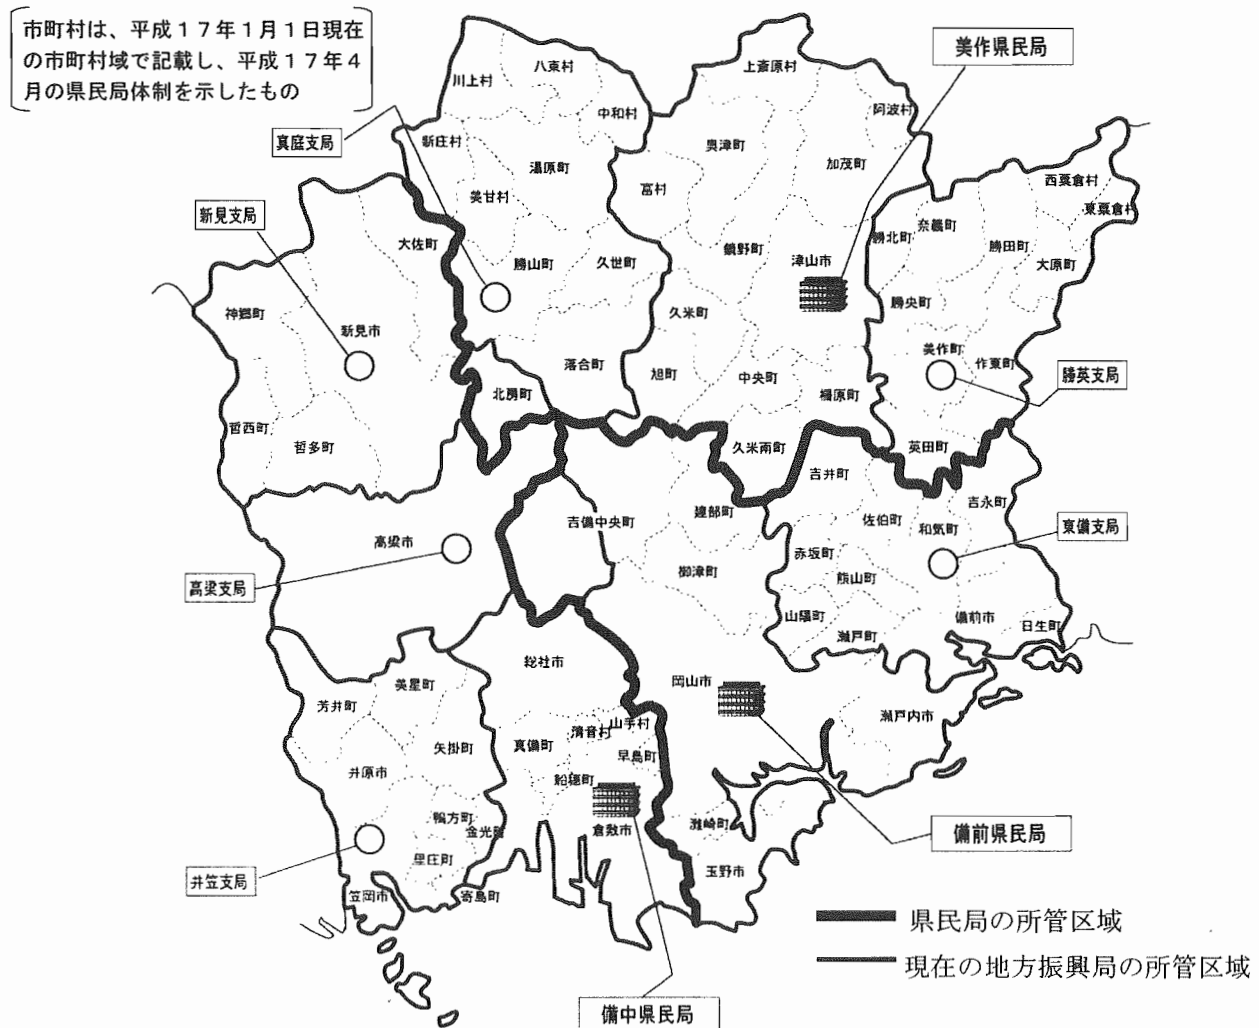 市町村は、平成１７年１月１日現在
の市町村域で記載し、平成１７年４
月の県民局体制を示したもの
美作県民局
真庭支局
新見支局
川上村
八束村
中和村
新庄村
湯原町
美甘村
勝山町
久世町
落合町
北房町
上斎原村
阿波村
奥津町
加茂町
富村
鏡野町
津山市
久米町
旭町
中央町
柵原町
久米南町
西粟倉村
東粟倉村
奈義町
勝北町
勝田町
大原町
勝央町
美作町
作東町
英田町
勝英支局
大佐町
神郷町
新見市
哲西町
哲多町
高梁市
高梁支局
吉備中央町
建部町
御津町
吉井町
佐伯町
和気町
吉永町
東備支局
赤坂町
熊山町
山陽町
瀬戸町
備前市
日生町
総社市
岡山市
瀬戸内市
美星町
芳井町
矢掛町
井原市
真備町
清音村
山手村
早島町
船穂町
倉敷市
鴨方町
金光町
里庄町
井笠支局
笠岡市
寄島町
灘崎町
玉野市
備前県民局
備中県民局
県民局の所管区域
現在の地方振興局の所管区域